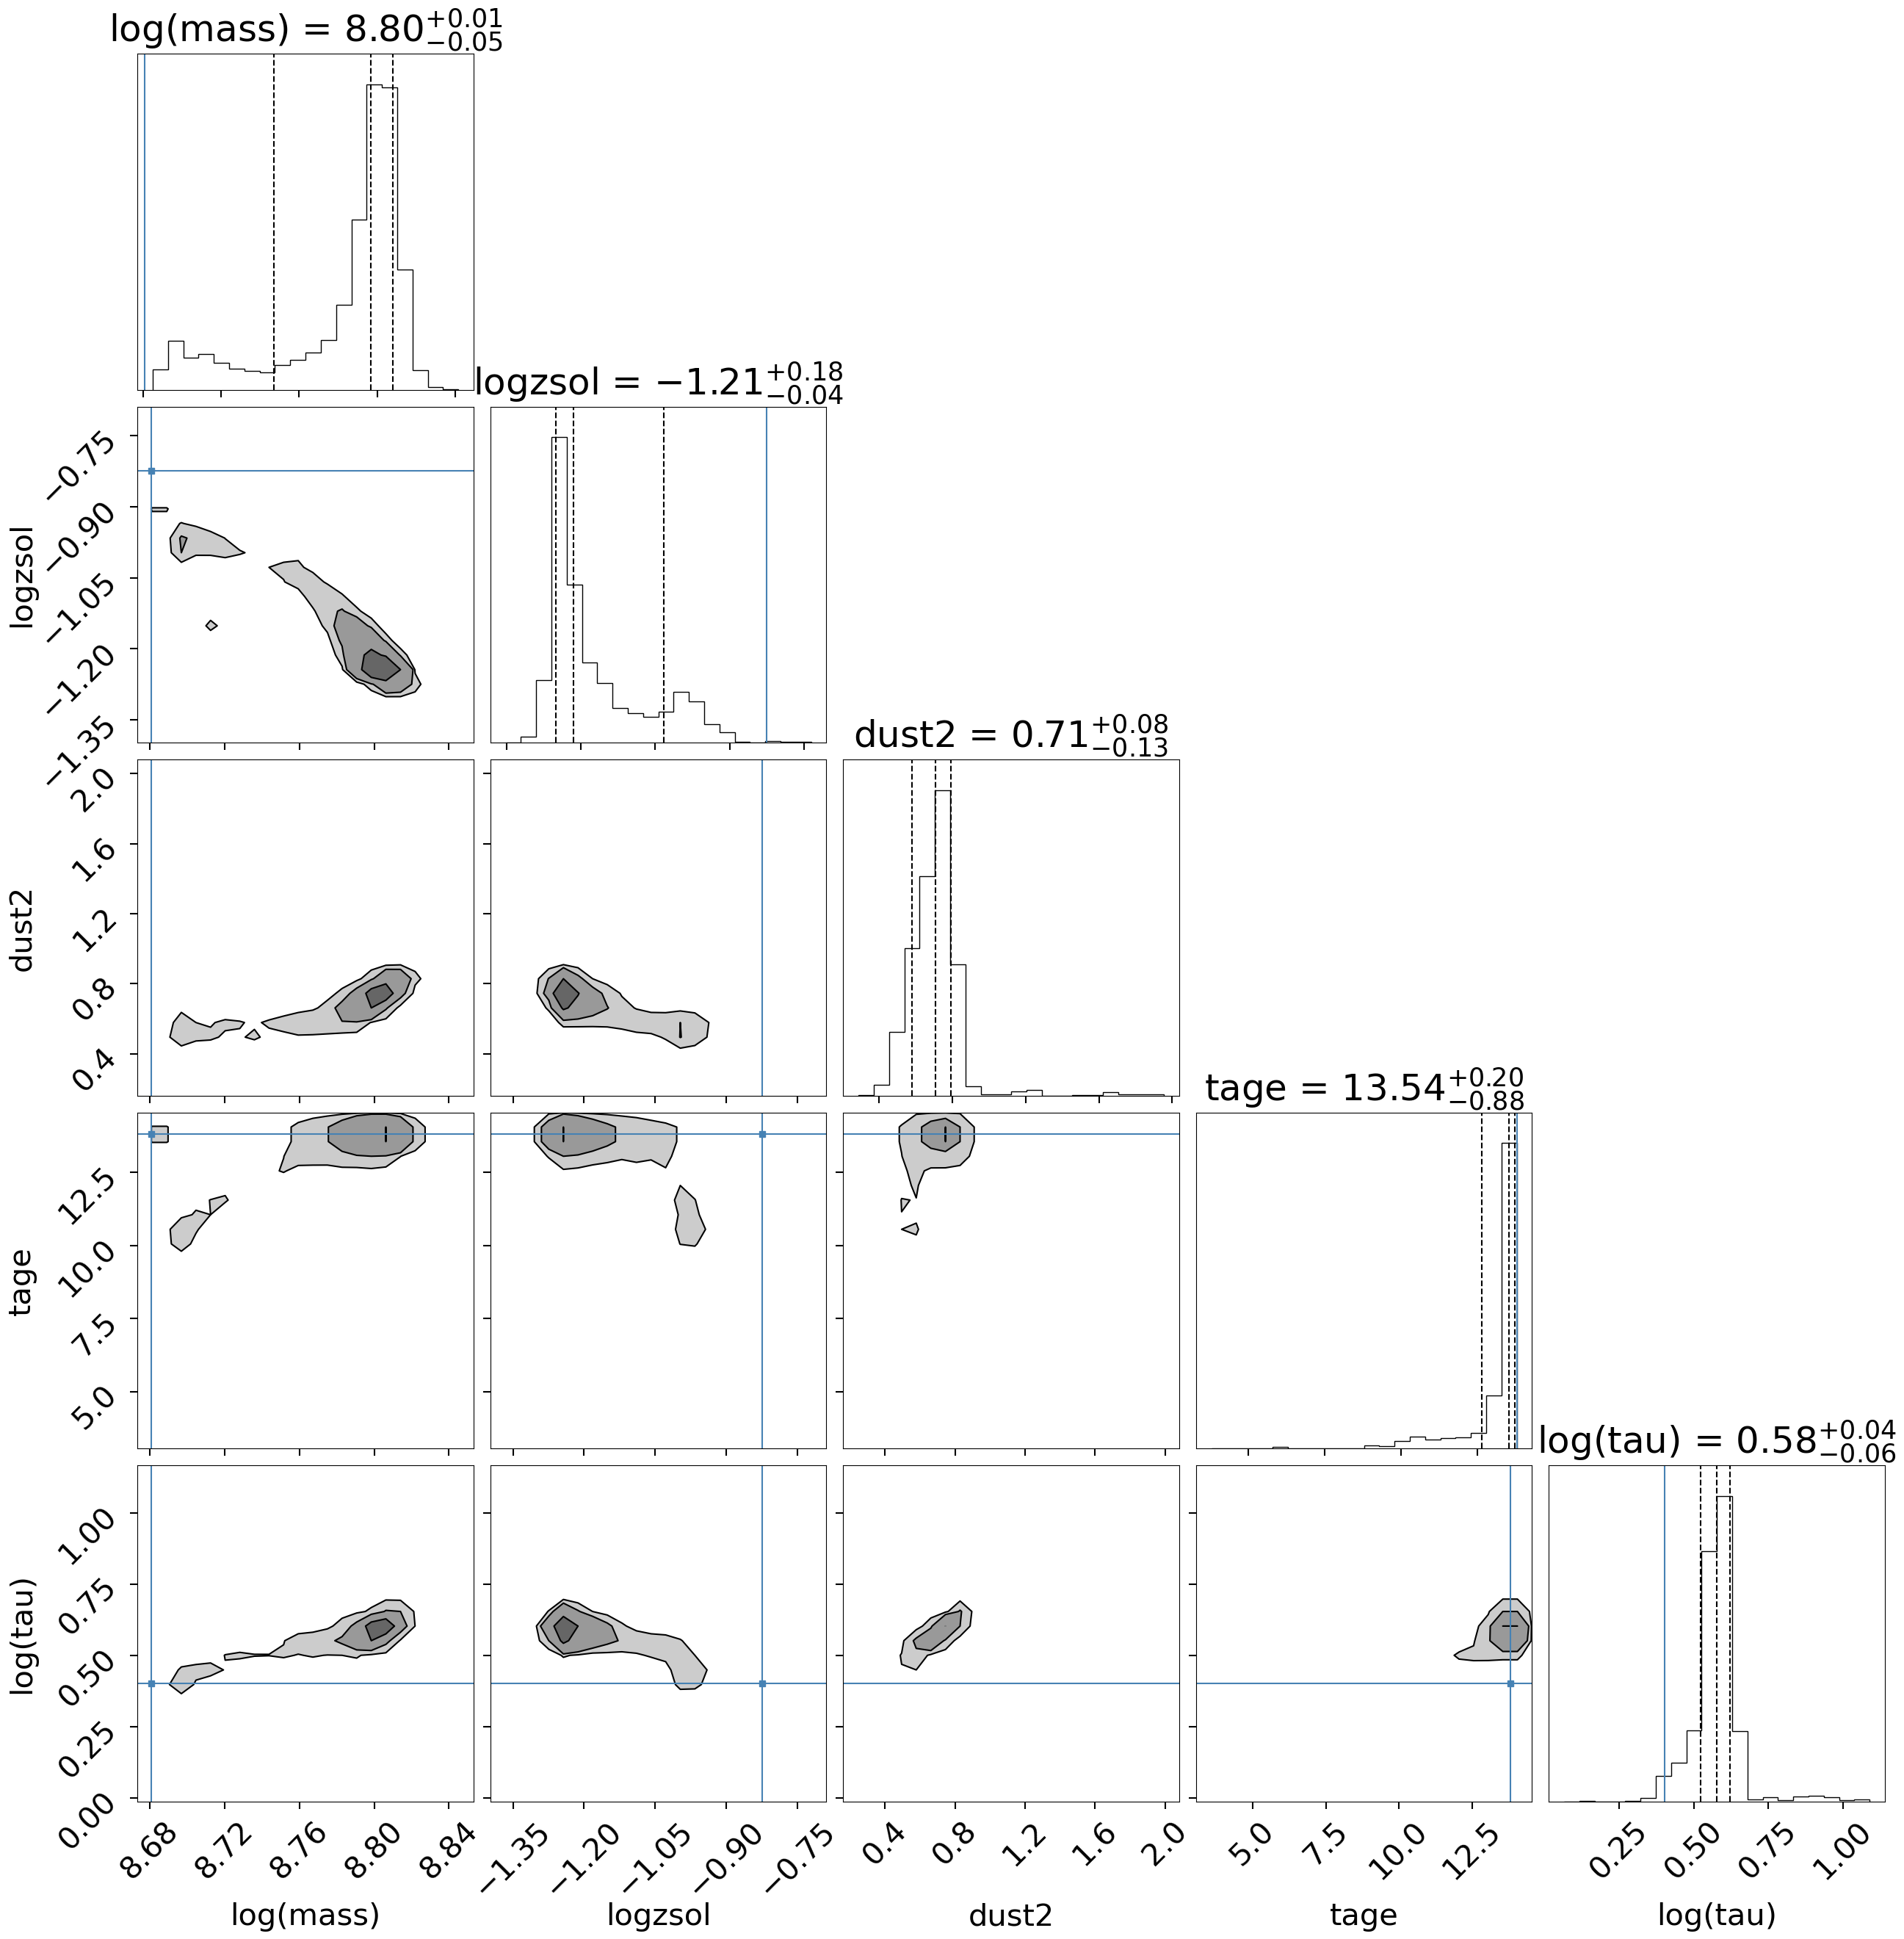 log(mass) = 8.80+0.01−0.05
logzsol = −1.21+0.18−0.04
−0.75
−0.90
−1.05
−1.20
−1.35
logzsol
dust2 = 0.71+0.08−0.13
2.0
1.6
1.2
0.8
0.4
dust2
tage = 13.54+0.20−0.88
12.5
10.0
7.5
5.0
tage
log(tau) = 0.58+0.04−0.06
1.00
0.75
0.50
0.25
0.00
log(tau)
8.68 8.72 8.76 8.80 8.84 −1.35 −1.20 −1.05 −0.90 −0.75 0.4 0.8 1.2 1.6 2.0 5.0 7.5 10.0 12.5 0.25 0.50 0.75 1.00
log(mass) logzsol dust2 tage log(tau)